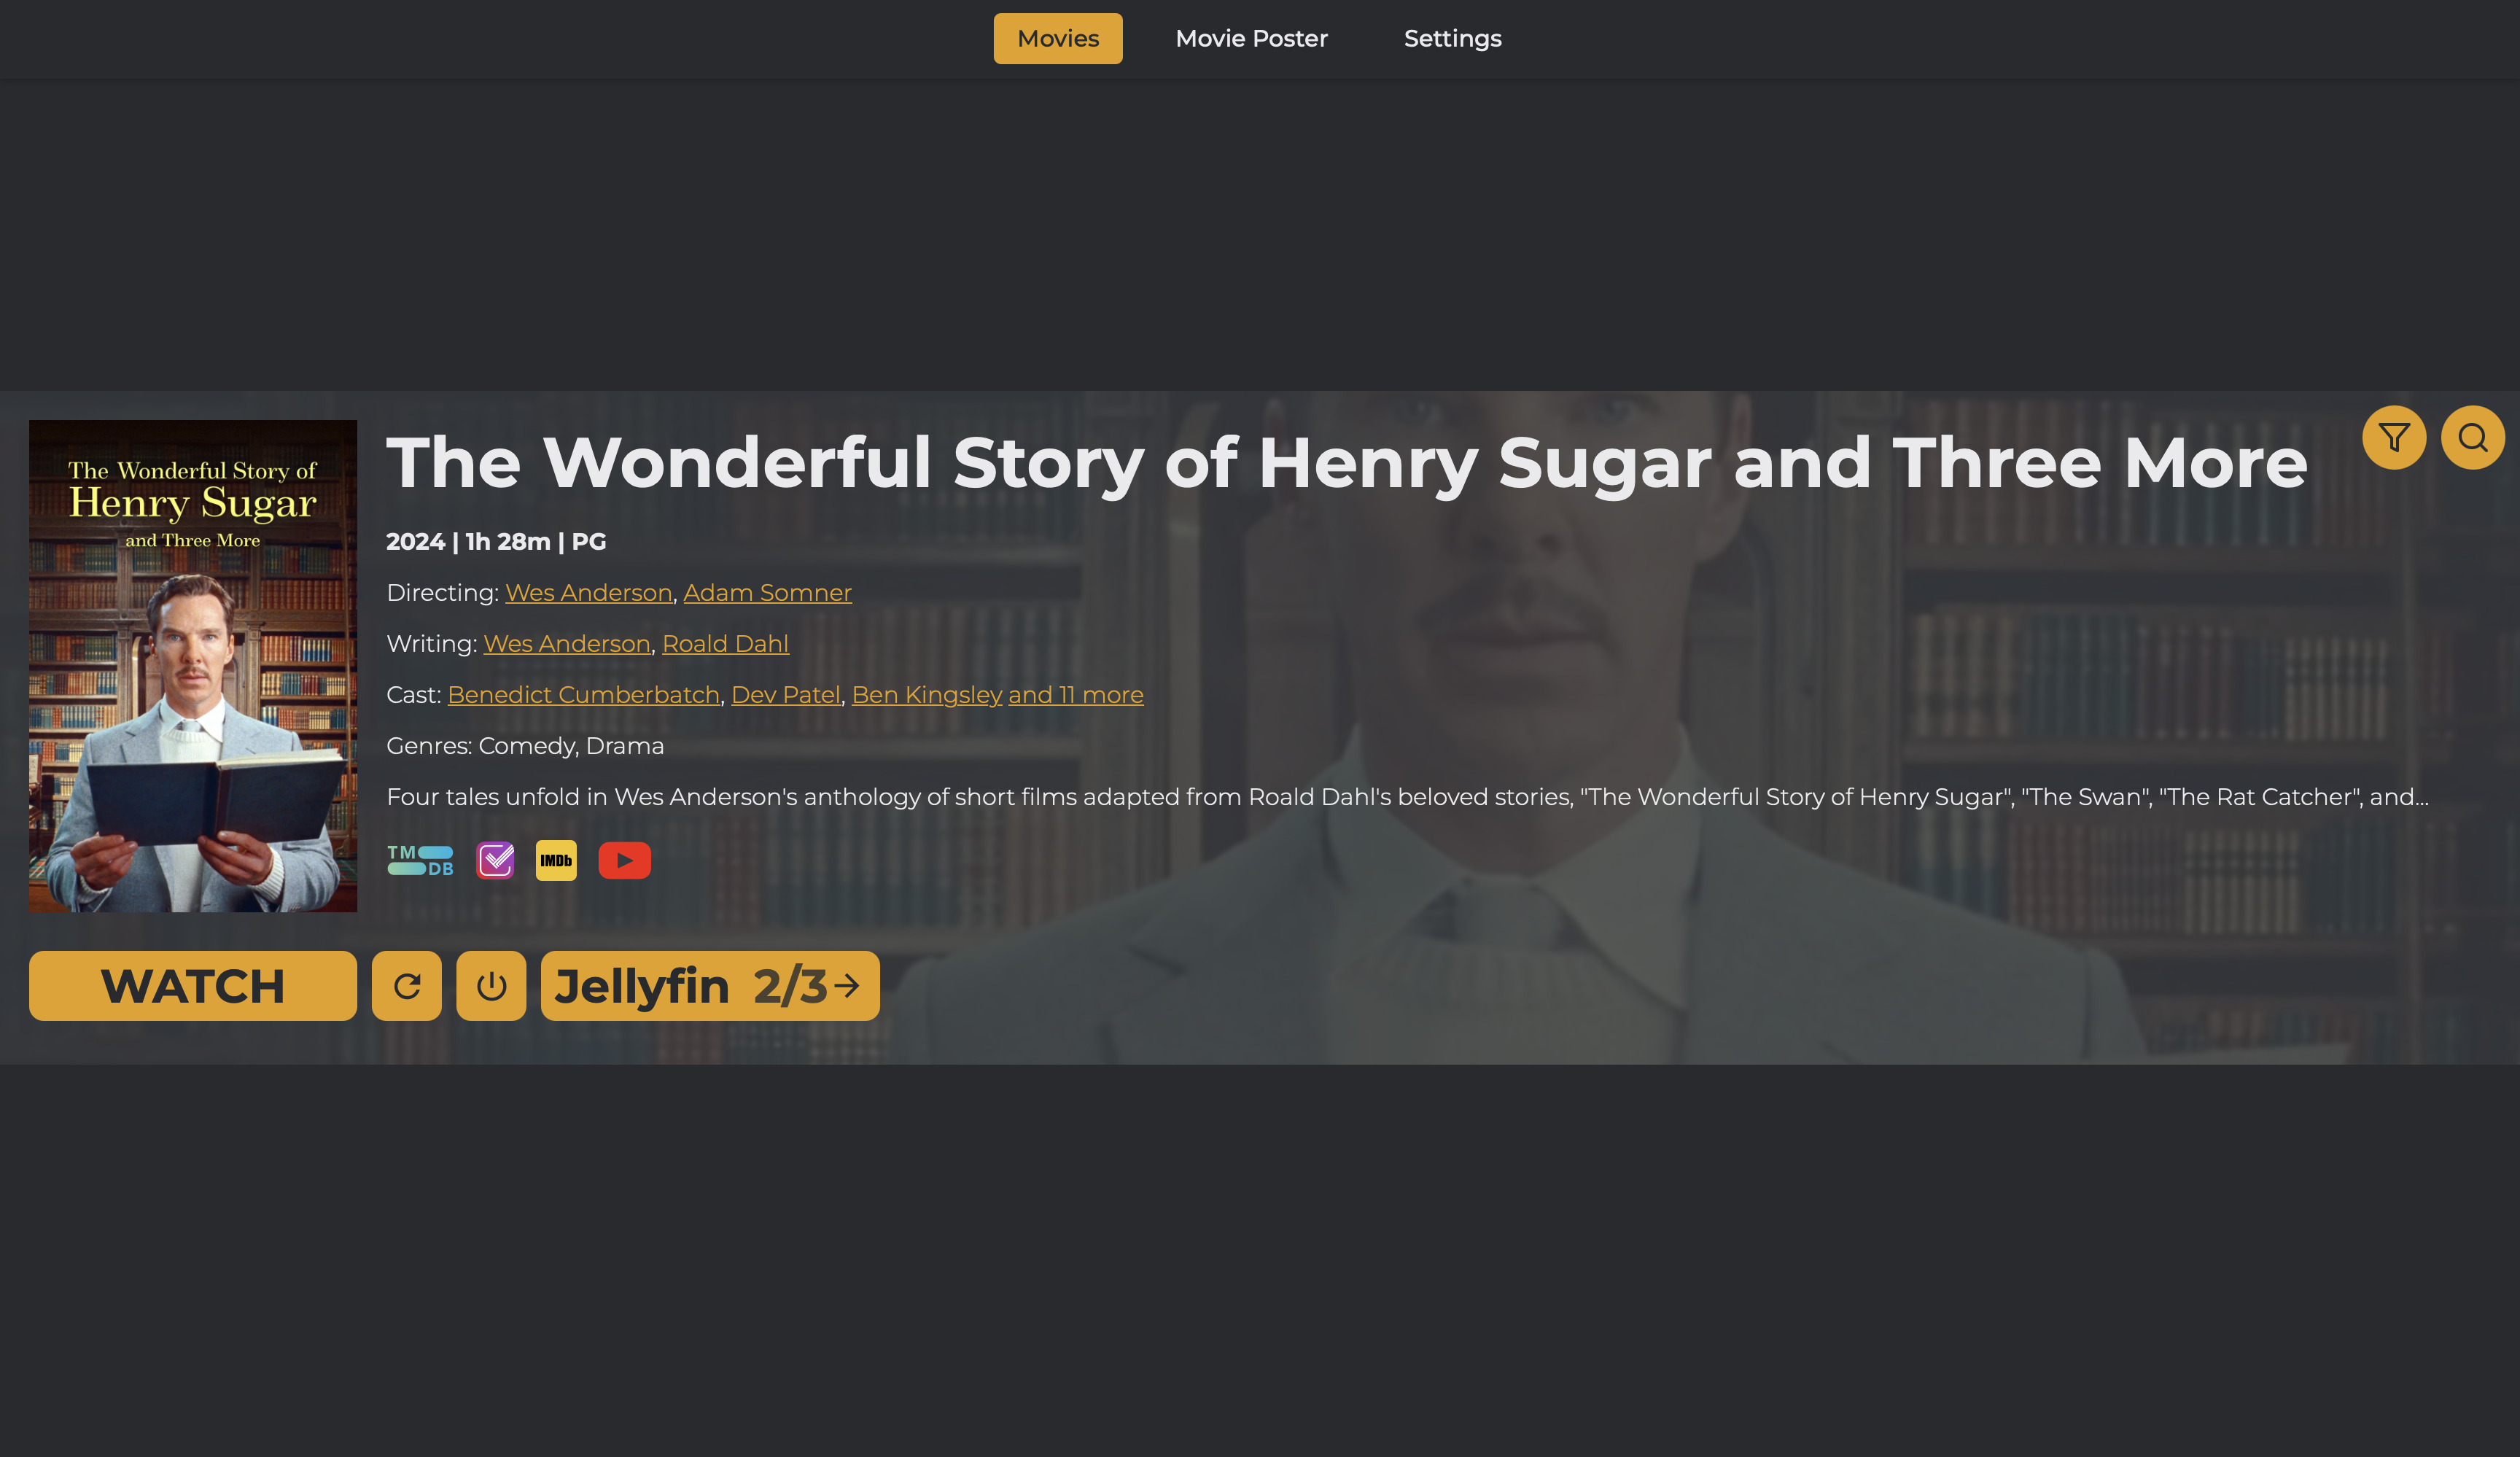 Movies Movie Poster Settings
The Wonderful Story of
Henry Sugar
and Three More
The Wonderful Story of Henry Sugar and Three More
2024 | 1h 28m | PG
Directing: Wes Anderson, Adam Somner
Writing: Wes Anderson, Roald Dahl
Cast: Benedict Cumberbatch, Dev Patel, Ben Kingsley and 11 more
Genres: Comedy, Drama
Four tales unfold in Wes Anderson's anthology of short films adapted from Roald Dahl's beloved stories, "The Wonderful Story of Henry Sugar", "The Swan", "The Rat Catcher", and...
TM
DB
IMDb
WATCH Jellyfin 2/3